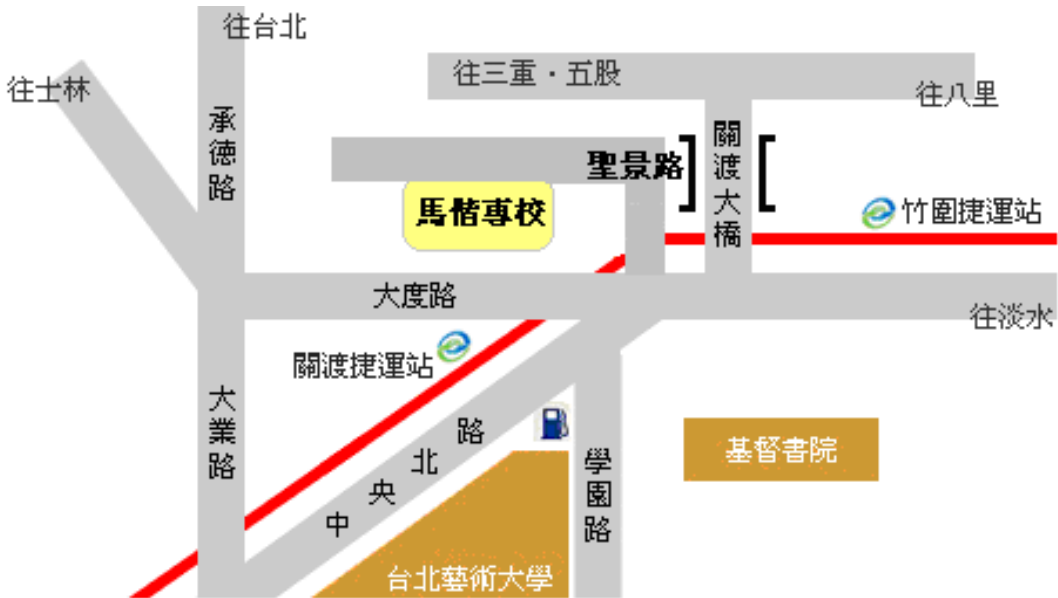 往台北
往三重・五股
往士林
往八里
承德路
關渡大橋
聖景路
馬偕專校
竹圍捷運站
大度路
往淡水
關渡捷運站
大業路
中央北路
學園路
基督書院
台北藝術大學